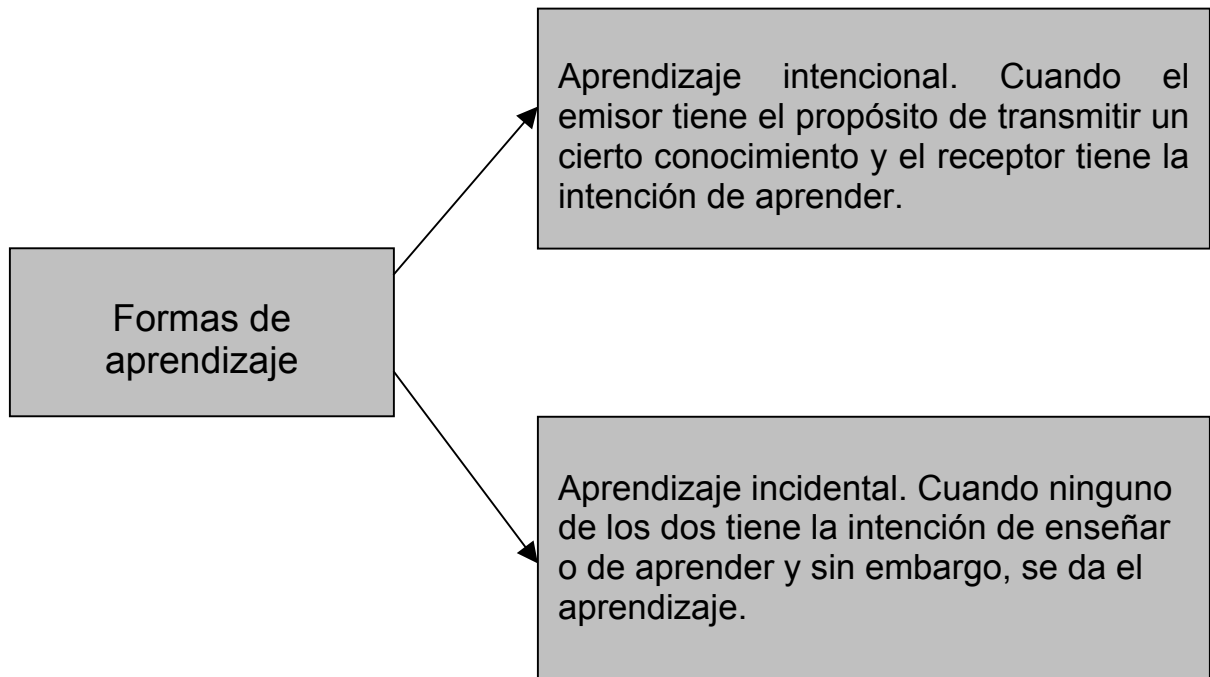 Aprendizaje intencional. Cuando el
emisor tiene el propósito de transmitir un
cierto conocimiento y el receptor tiene la
intención de aprender.
Formas de
aprendizaje
Aprendizaje incidental. Cuando ninguno
de los dos tiene la intención de enseñar
o de aprender y sin embargo, se da el
aprendizaje.